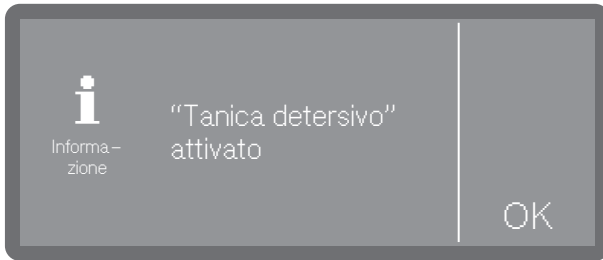 i
Informa–
zione
“Tanica detersivo”
attivato
OK